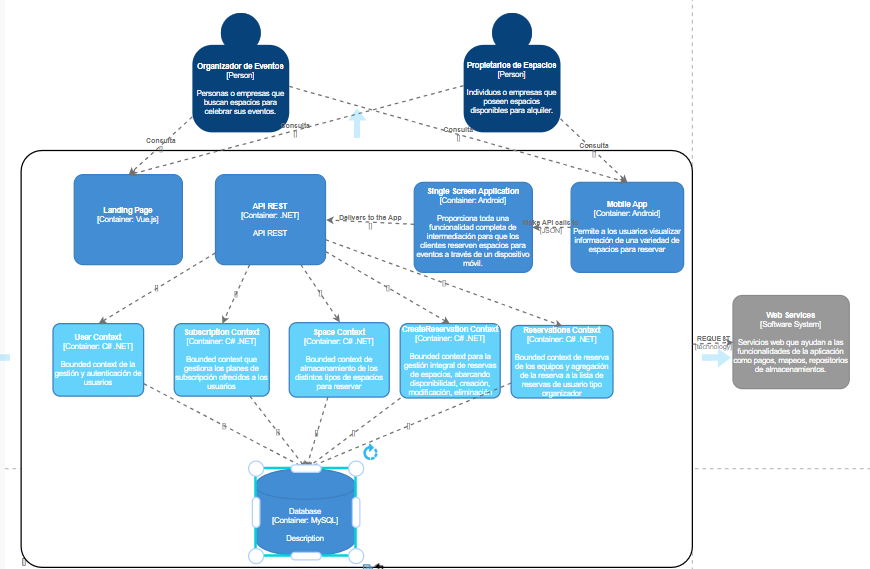 Organizador de Eventos
[Person]
Personas o empresas que
buscan espacios para
celebrar sus eventos.
Propietarios de Espacios
[Person]
Individuos o empresas que
poseen espacios
disponibles para alquiler.
Consulta
[]
Consulta
[]
Consulta
[]
Consulta
[]
Landing Page
[Container: Vue.js]
API REST
[Container: .NET]
API REST
Delivers to the App
[]
Single Screen Application
[Container: Android]
Proporciona toda una
funcionalidad completa de
intermediación para que los
clientes reserven espacios para
eventos a través de un dispositivo
móvil.
Make API calls to
[JSON]
Mobile App
[Container: Android]
Permite a los usuarios visualizar
información de una variedad de
espacios para reservar
[]
[]
[]
[]
[]
User Context
[Container: C# .NET]
Bounded context de la
gestión y autenticación de
usuarios
Subscription Context
[Container: C# .NET]
Bounded context que
gestiona los planes de
subscripción ofrecidos a los
usuarios
Space Context
[Container: C# .NET]
Bounded context de
almacenamiento de los
distintos tipos de espacios
para reservar
CreateReservation Context
[Container: C# .NET]
Bounded context para la
gestión integral de reservas
de espacios, abarcando
disponibilidad, creación,
modificación, eliminación
Reservations Context
[Container: C# .NET]
Bounded context de reserva
de los equipos y agregación
de la reserva a la lista de
reservas de usuario tipo
organizador
REQUEST
[technology]
Web Services
[Software System]
Servicios web que ayudan a las
funcionalidades de la aplicación
como pagos, mapeos, repositorios
de almacenamientos.
[]
[]
[]
[]
[]
Database
[Container: MySQL]
Description
[]